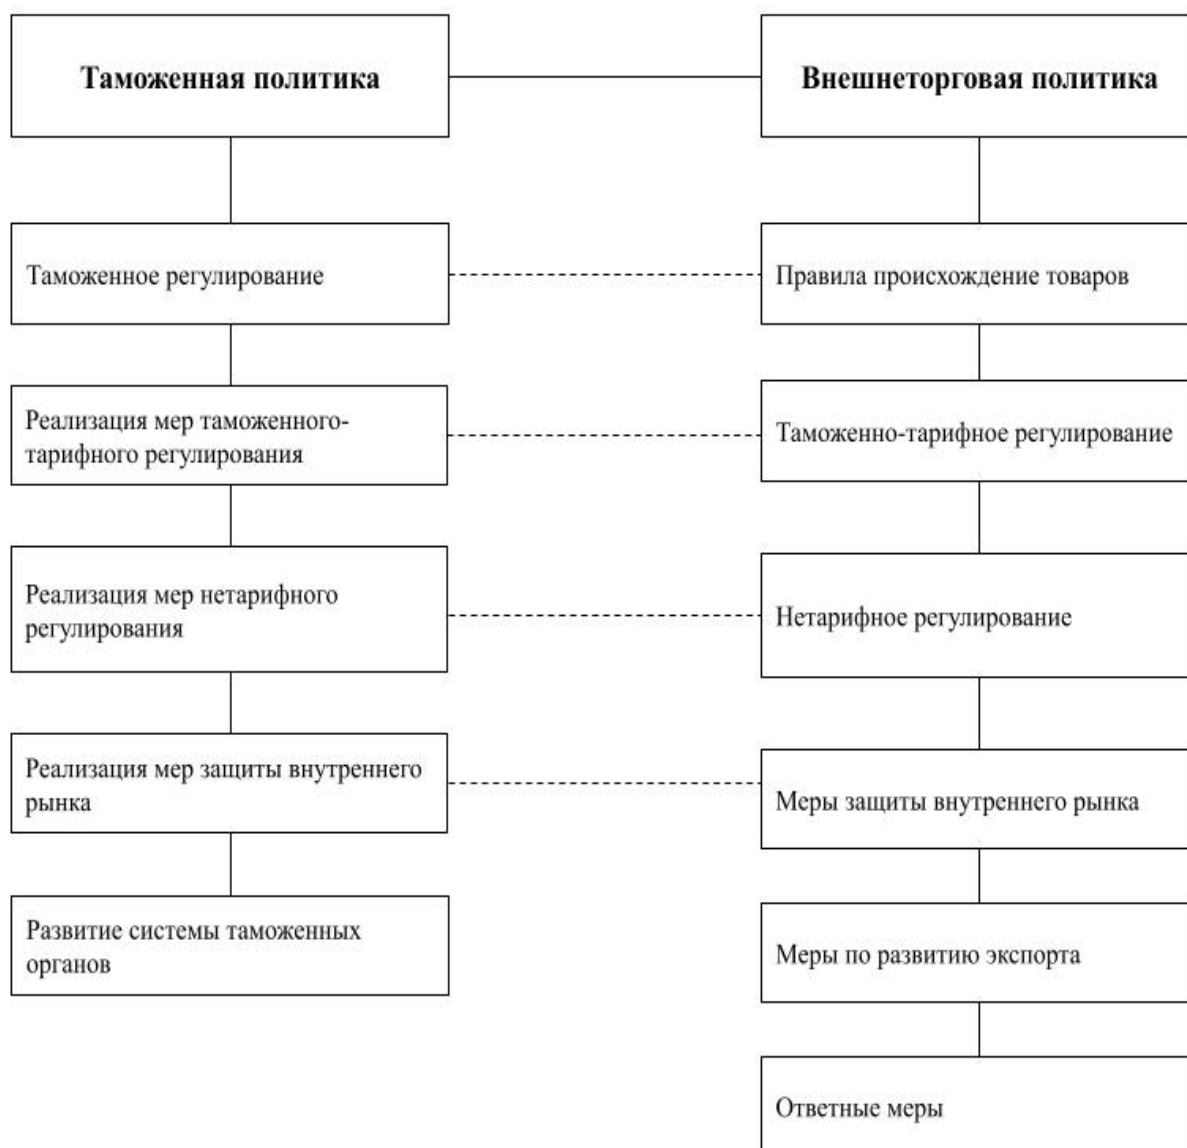 Таможенная политика
Внешнеторговая политика
Таможенное регулирование
Правила происхождение товаров
Реализация мер таможенного-
тарифного регулирования
Таможенно-тарифное регулирование
Реализация мер нетарифного
регулирования
Нетарифное регулирование
Реализация мер защиты внутреннего
рынка
Меры защиты внутреннего рынка
Развитие системы таможенных
органов
Меры по развитию экспорта
Ответные меры